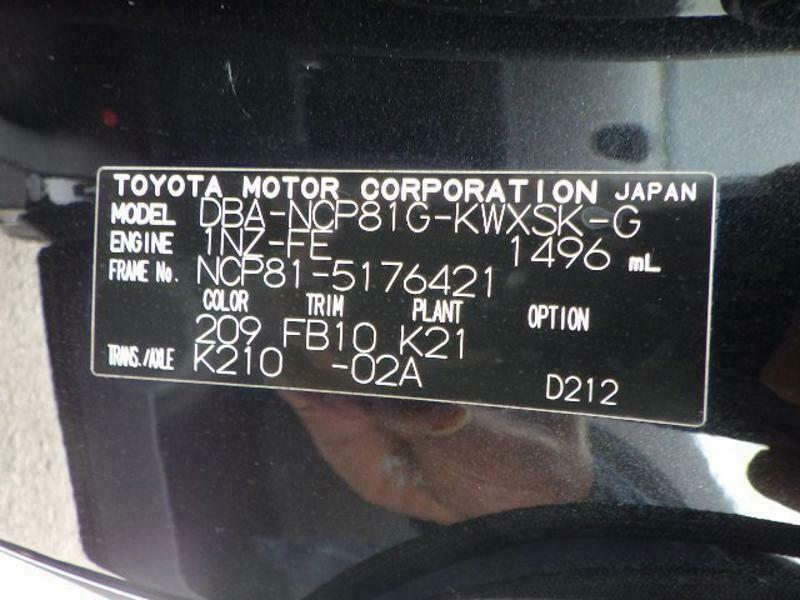 TOYOTA MOTOR CORPORATION JAPAN
MODEL DBA-NCP81G-KWXSK-G
ENGINE 1NZ-FE 1496 mL
FRAME No. NCP81-5176421
COLOR TRIM PLANT OPTION
209 FB10 K21
TRANS./AXLE K210 -02A D212